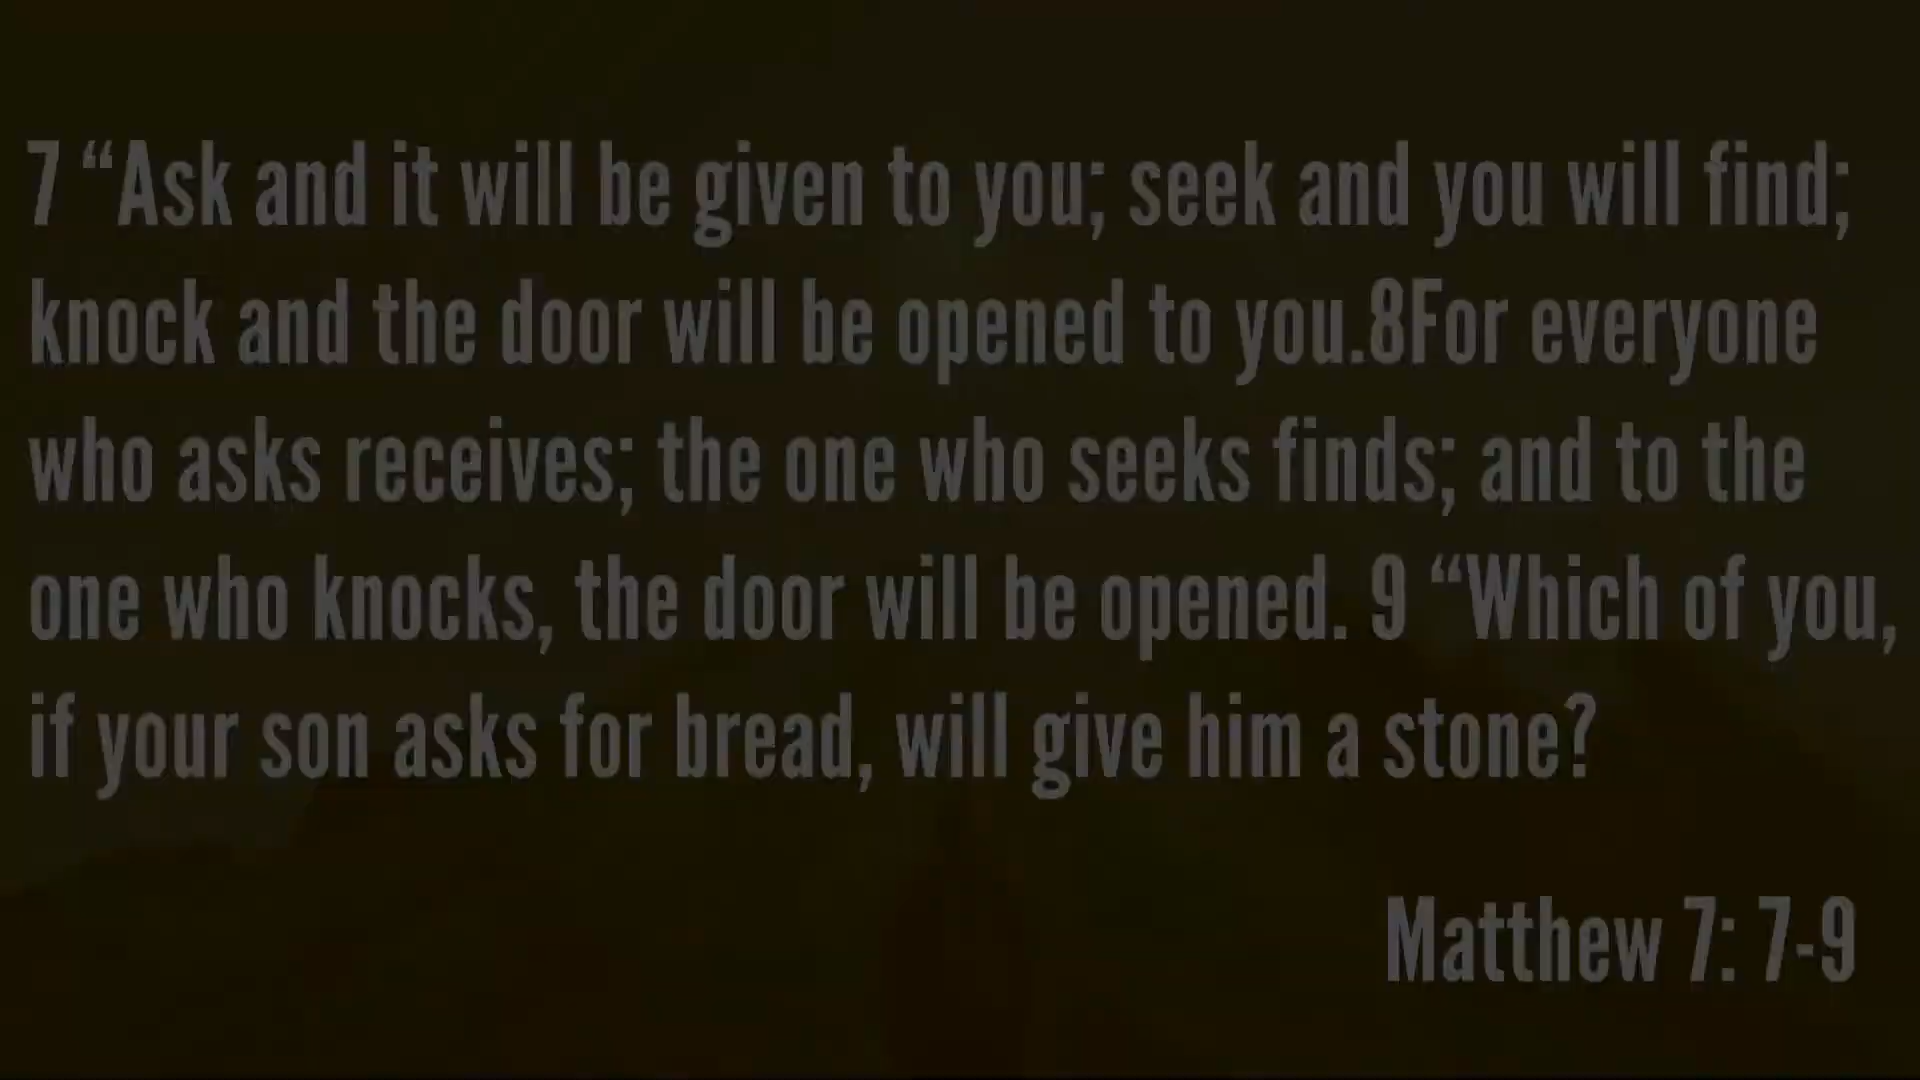 7 “Ask and it will be given to you; seek and you will find;
knock and the door will be opened to you.8For everyone
who asks receives; the one who seeks finds; and to the
one who knocks, the door will be opened. 9 “Which of you,
if your son asks for bread, will give him a stone?
Matthew 7: 7-9